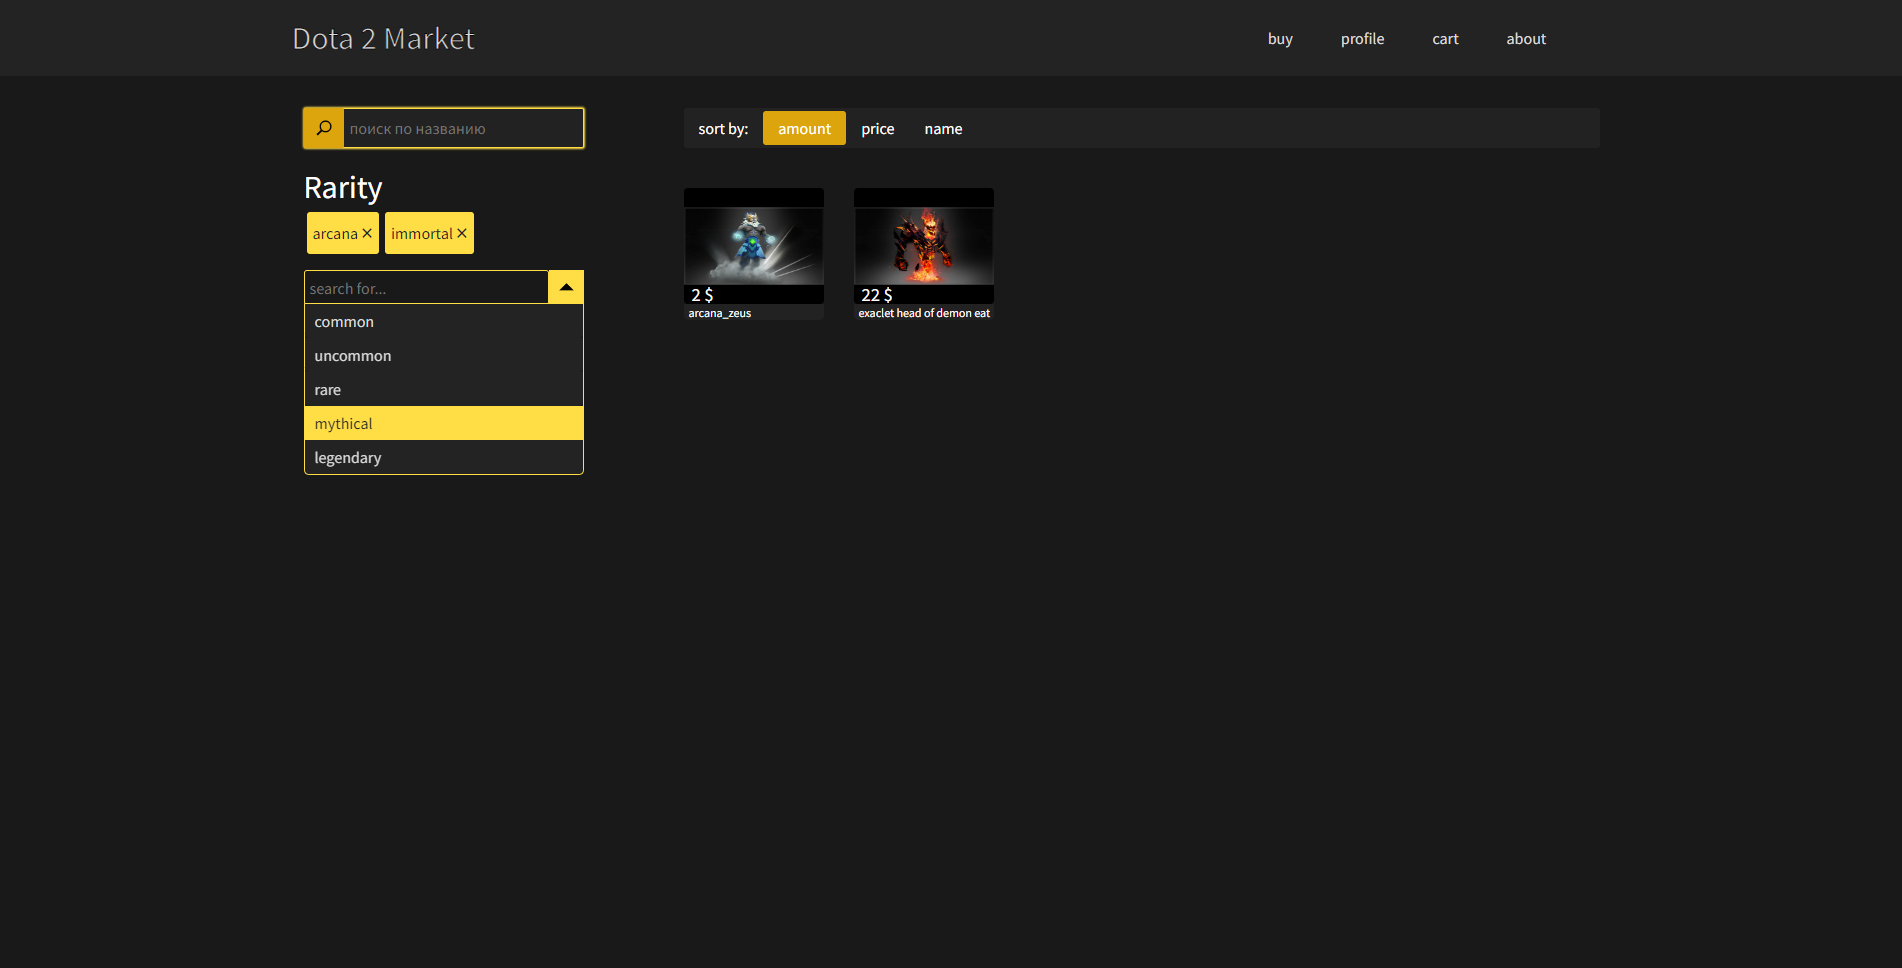 Dota 2 Market
buy profile cart about
поиск по названию
sort by: amount price name
Rarity
arcana × immortal ×
search for...
common
uncommon
rare
mythical
legendary
2 $
arcana_zeus
22 $
exaclet head of demon eat